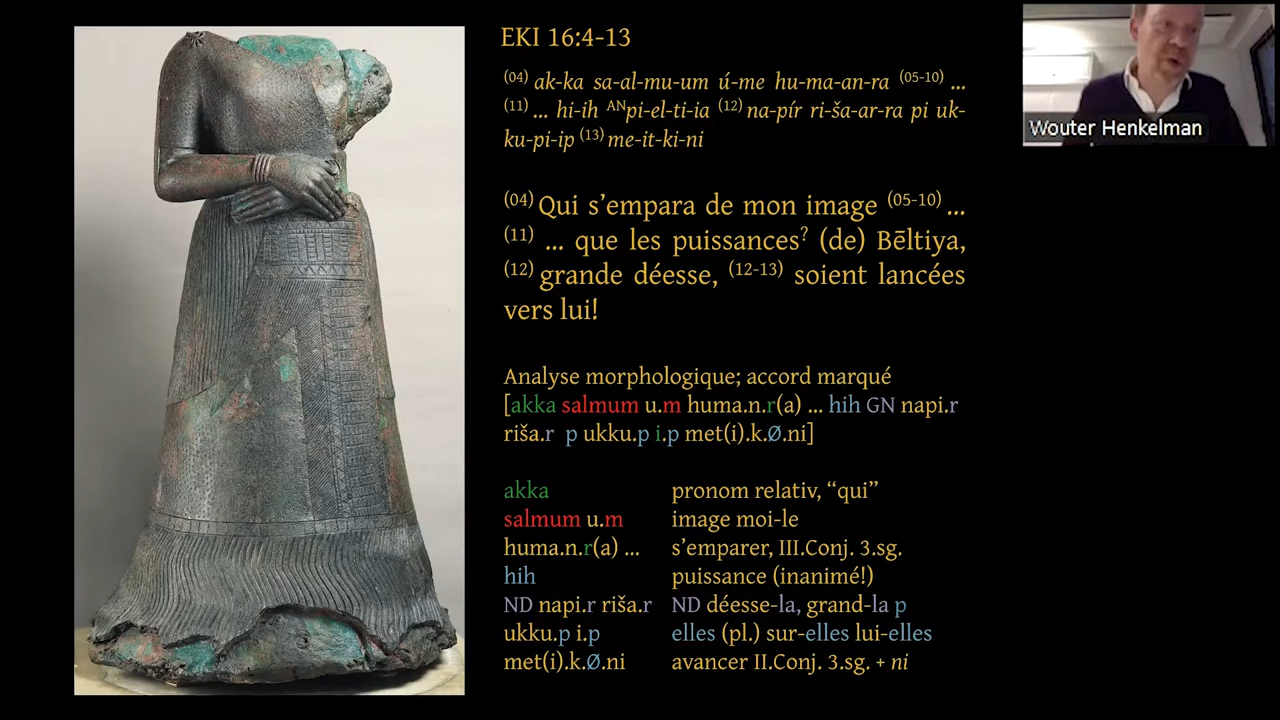 EKI 16:4-13
⁽⁰⁴⁾ ak-ka sa-al-mu-um ú-me hu-ma-an-ra ⁽⁰⁵⁻¹⁰⁾ ...
⁽¹¹⁾ ... hi-ih ᴬᴺpi-el-ti-ia ⁽¹²⁾ na-pír ri-ša-ar-ra pi uk-
ku-pi-ip ⁽¹³⁾ me-it-ki-ni
⁽⁰⁴⁾ Qui s’empara de mon image ⁽⁰⁵⁻¹⁰⁾ ...
⁽¹¹⁾ ... que les puissances? (de) Bēltiya,
⁽¹²⁾ grande déesse, ⁽¹²⁻¹³⁾ soient lancées
vers lui!
Analyse morphologique; accord marqué
[akka salmum u.m huma.n.r(a) ... hih GN napi.r
riša.r p ukku.p i.p met(i).k.Ø.ni]
akka pronom relativ, “qui”
salmum u.m image moi-le
huma.n.r(a) ... s’emparer, III.Conj. 3.sg.
hih puissance (inanimé!)
ND napi.r riša.r ND déesse-la, grand-la p
ukku.p i.p elles (pl.) sur-elles lui-elles
met(i).k.Ø.ni avancer II.Conj. 3.sg. + ni
Wouter Henkelman